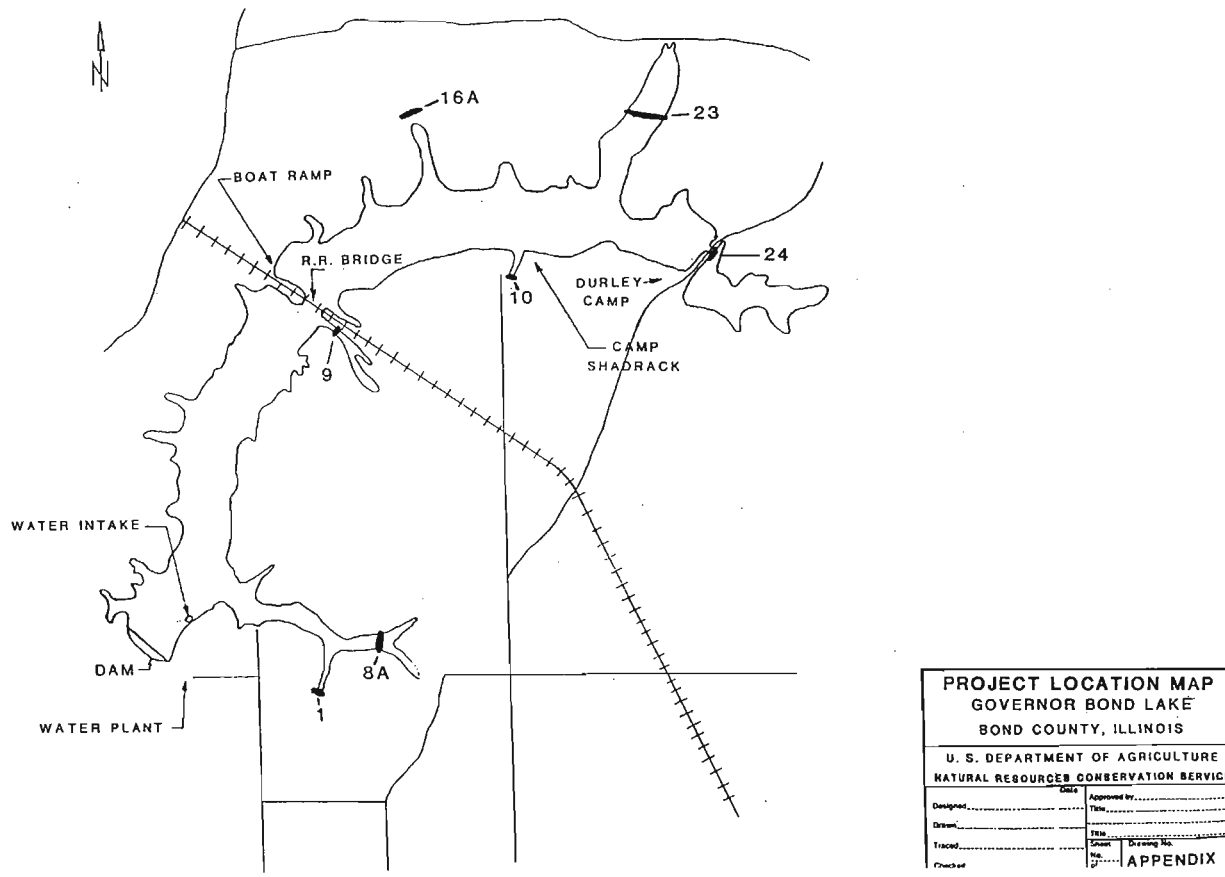 N
16A
23
BOAT RAMP
R.R. BRIDGE
24
DURLEY
CAMP
10
CAMP
SHADRACK
9
WATER INTAKE
DAM
8A
1
WATER PLANT
PROJECT LOCATION MAP
GOVERNOR BOND LAKE
BOND COUNTY, ILLINOIS
U. S. DEPARTMENT OF AGRICULTURE
NATURAL RESOURCES CONSERVATION SERVIC
Date
Approved by
Designed
Title
Drawn
Title
Traced
Sheet
Drawing No.
No.
of
APPENDIX
Checked